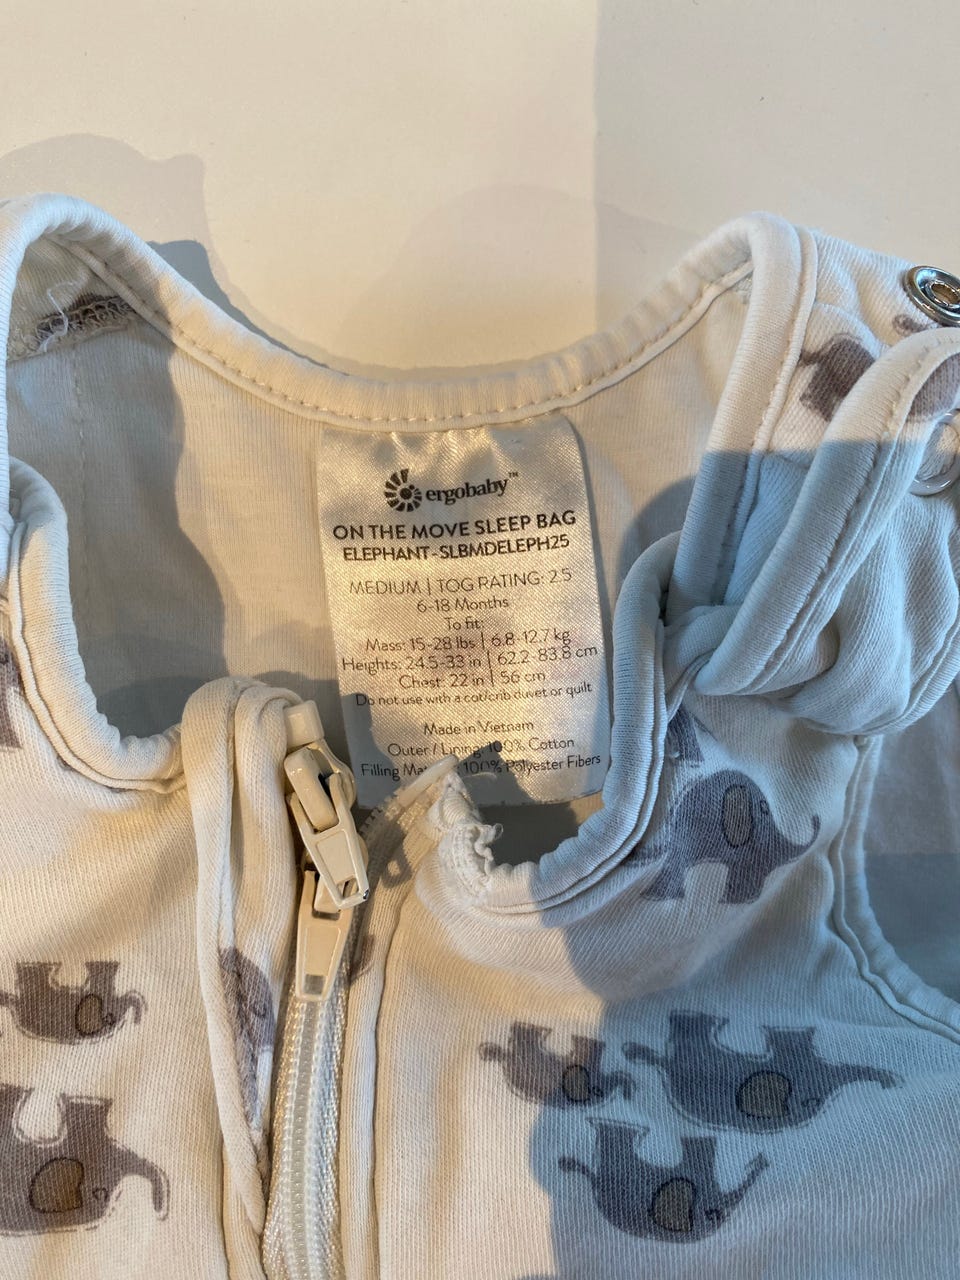 ergobaby™
ON THE MOVE SLEEP BAG
ELEPHANT-SLBMDELEPH25
MEDIUM | TOG RATING: 2.5
6-18 Months
To fit:
Mass: 15-28 lbs | 6.8-12.7 kg
Heights: 24.5-33 in | 62.2-83.8 cm
Chest 22 in | 56 cm
Do not use with a cot/crib duvet or quilt
Made in Vietnam
Outer / Lining: 100% Cotton
Filling 100% Polyester Fibers